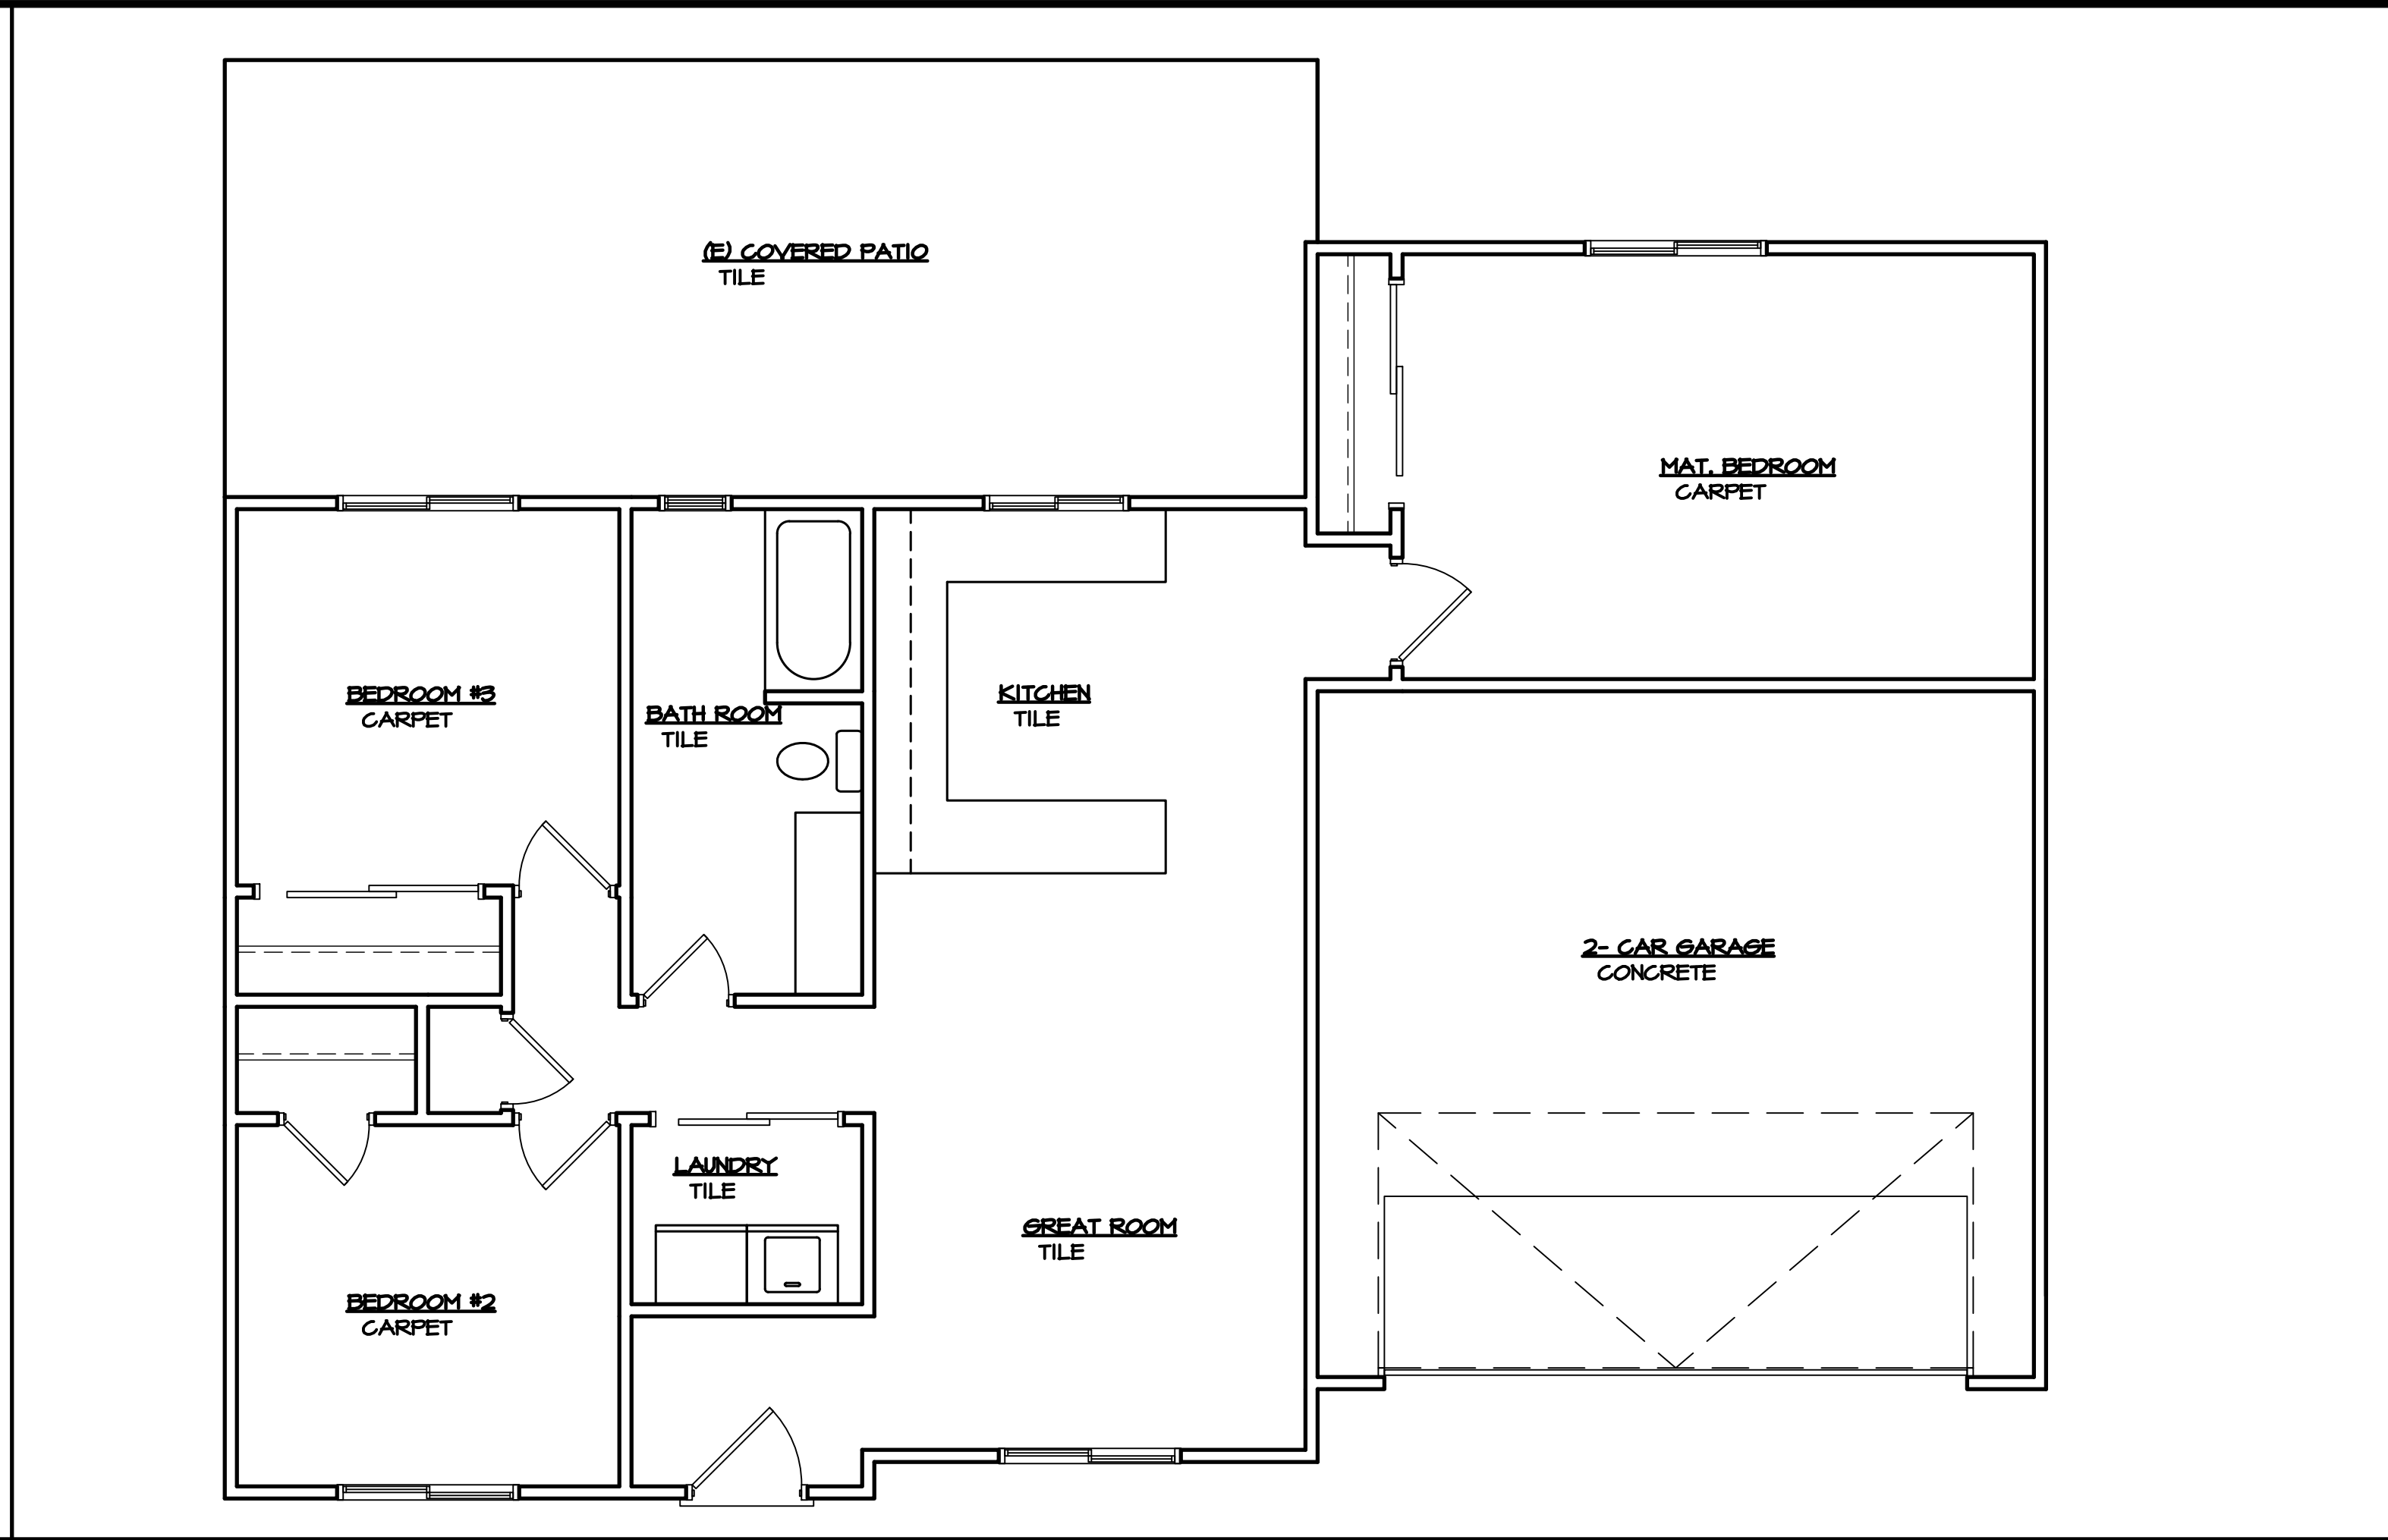 (E) COVERED PATIO
TILE
MAT. BEDROOM
CARPET
BEDROOM #3
CARPET
BATH ROOM
TILE
KITCHEN
TILE
2- CAR GARAGE
CONCRETE
LAUNDRY
TILE
GREAT ROOM
TILE
BEDROOM #2
CARPET